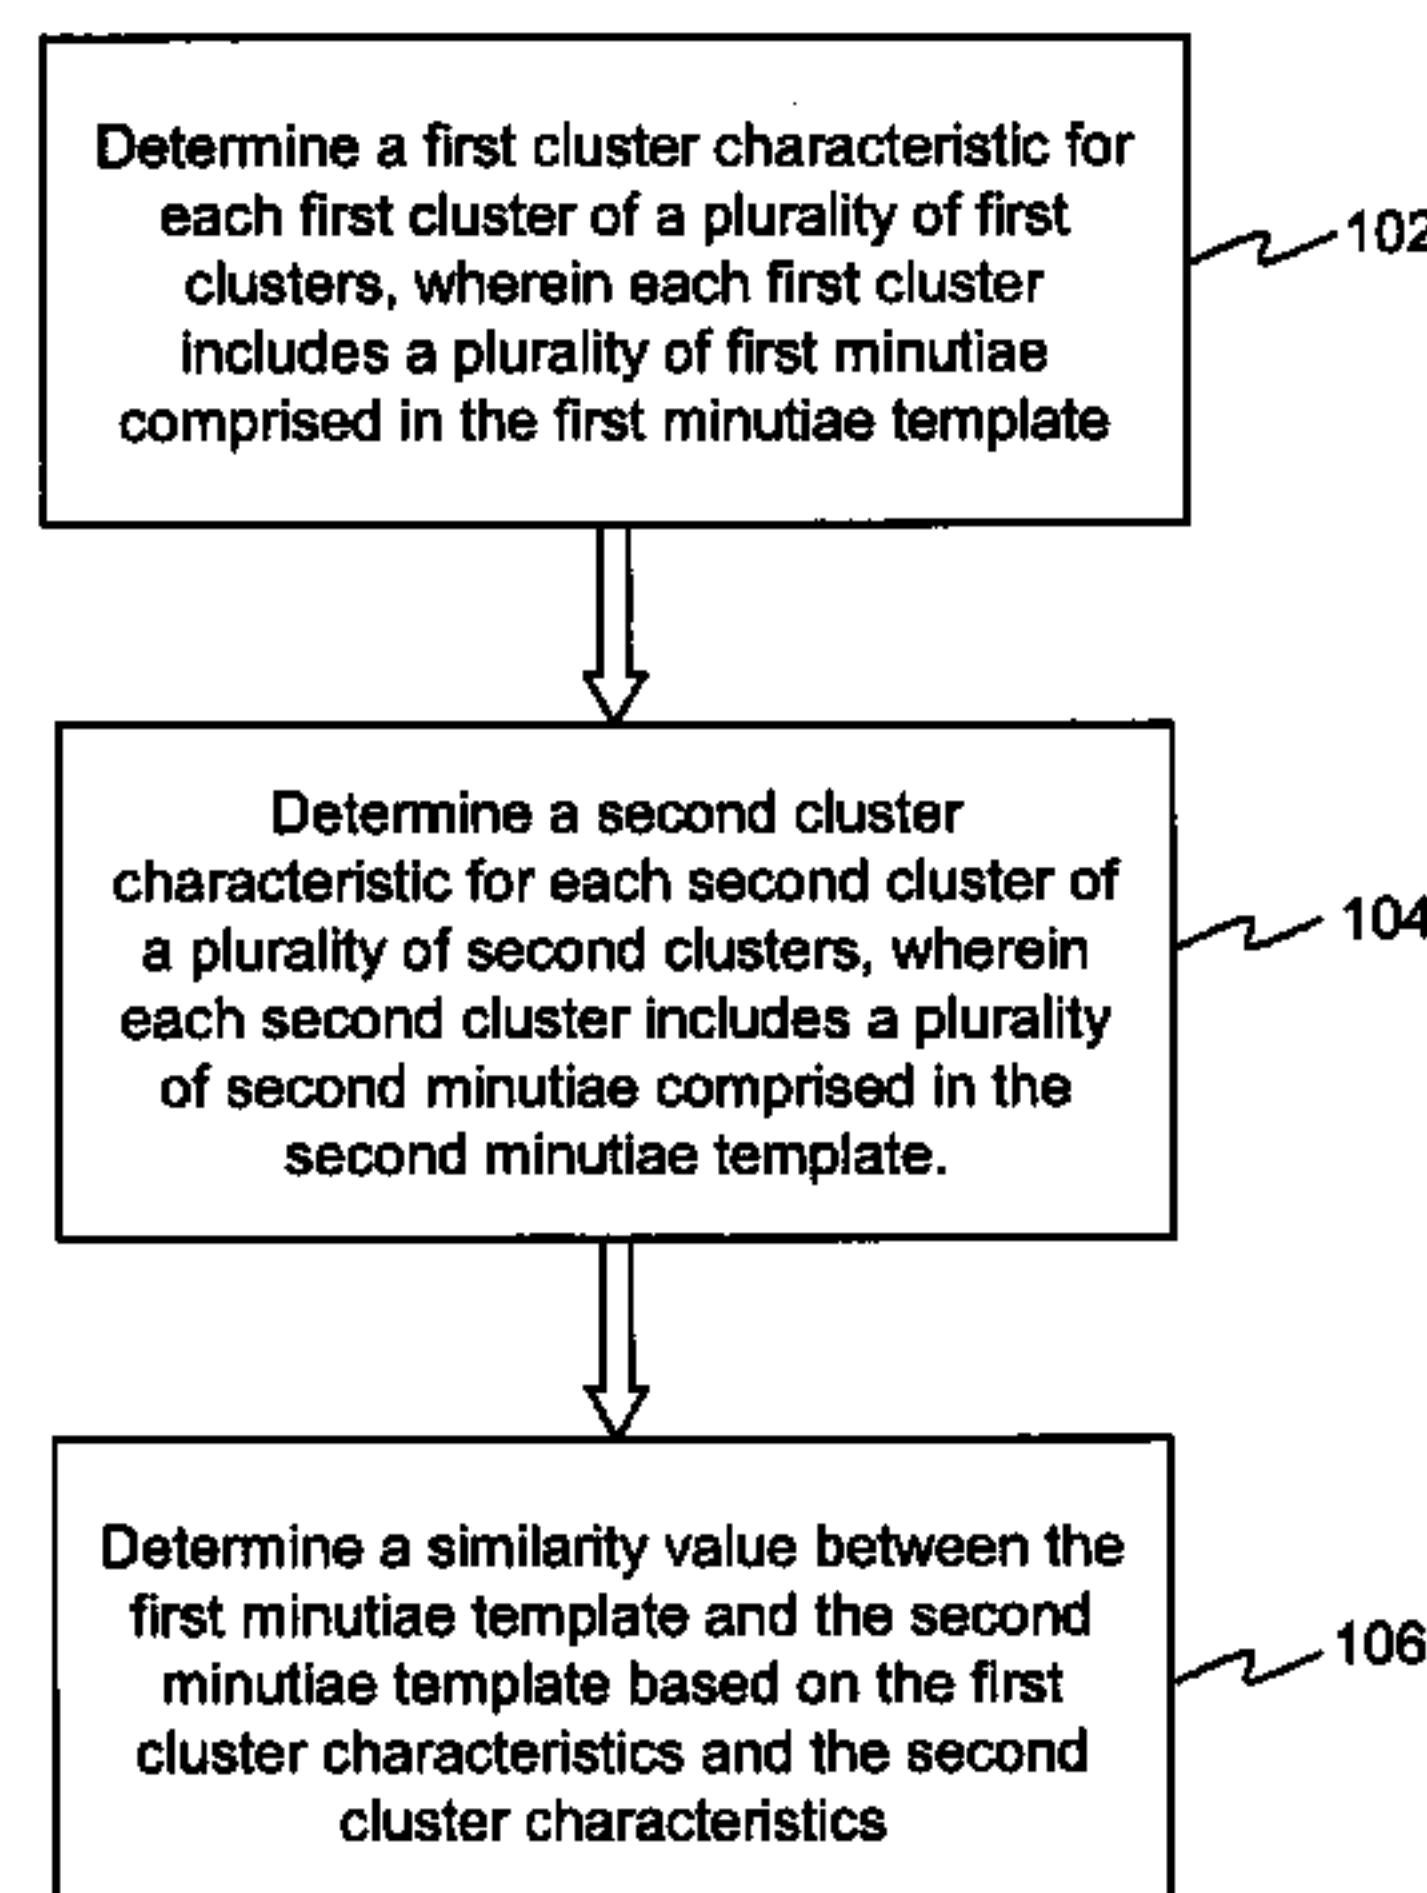 Determine a first cluster characteristic for
each first cluster of a plurality of first
clusters, wherein each first cluster
includes a plurality of first minutiae
comprised in the first minutiae template
102
Determine a second cluster
characteristic for each second cluster of
a plurality of second clusters, wherein
each second cluster includes a plurality
of second minutiae comprised in the
second minutiae template.
104
Determine a similarity value between the
first minutiae template and the second
minutiae template based on the first
cluster characteristics and the second
cluster characteristics
106